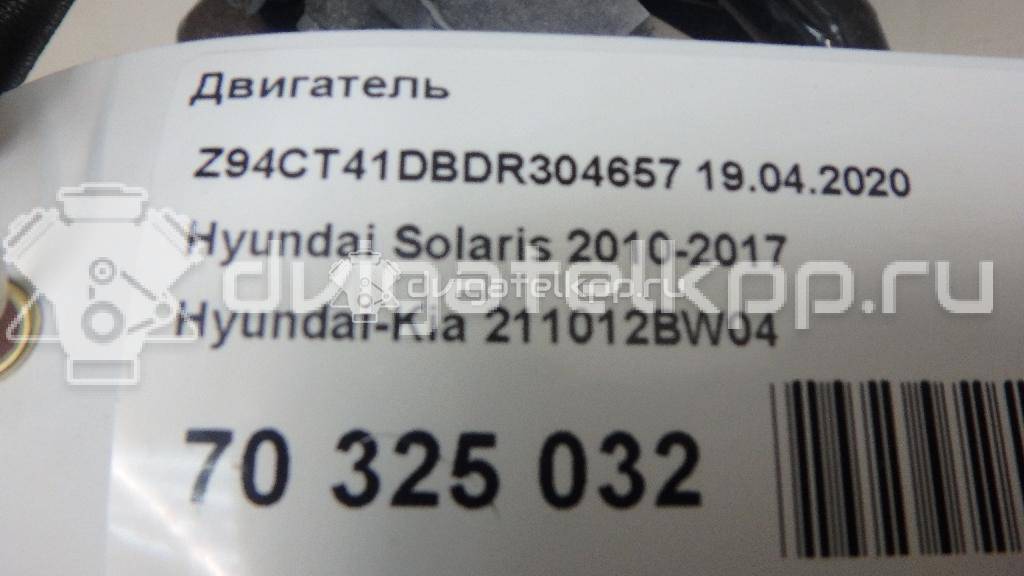 Двигатель
Z94CT41DBDR304657 19.04.2020
Hyundai Solaris 2010-2017
dvigatelkpp.ru
dvigatelkpp.ru
Hyundai-Kia 211012BW04
70 325 032